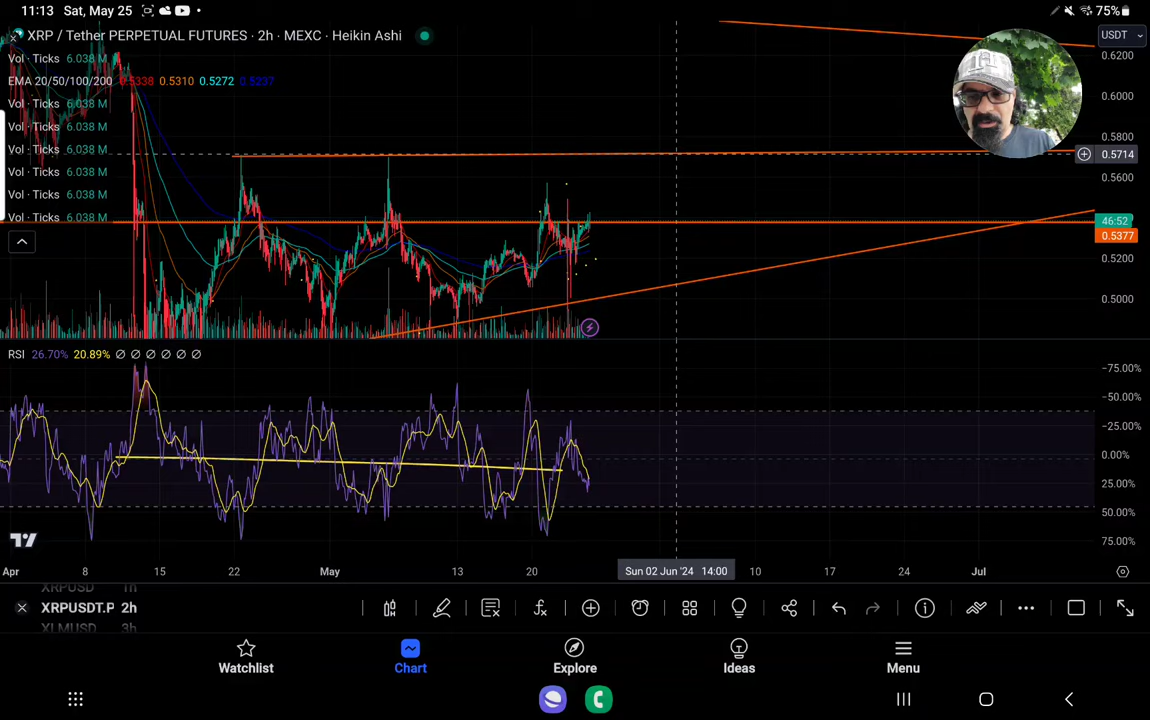 11:13 Sat, May 25 75%
XRP / Tether PERPETUAL FUTURES · 2h · MEXC · Heikin Ashi
USDT
Vol · Ticks 6.038 M
EMA 20/50/100/200 0.5338 0.5310 0.5272 0.5237
Vol · Ticks 6.038 M
Vol · Ticks 6.038 M
Vol · Ticks 6.038 M
Vol · Ticks 6.038 M
Vol · Ticks 6.038 M
Vol · Ticks 6.038 M
0.6200
0.6000
0.5800
0.5714
0.5600
46:52
0.5377
0.5200
0.5000
RSI 26.70% 20.89% ∅ ∅ ∅ ∅ ∅ ∅
−75.00%
−50.00%
−25.00%
0.00%
25.00%
50.00%
75.00%
Apr 8 15 22 May 13 20 Sun 02 Jun '24 14:00 10 17 24 Jul
XRPUSD 1h
XRPUSDT.P 2h
XLMUSD 3h
Watchlist Chart Explore Ideas Menu